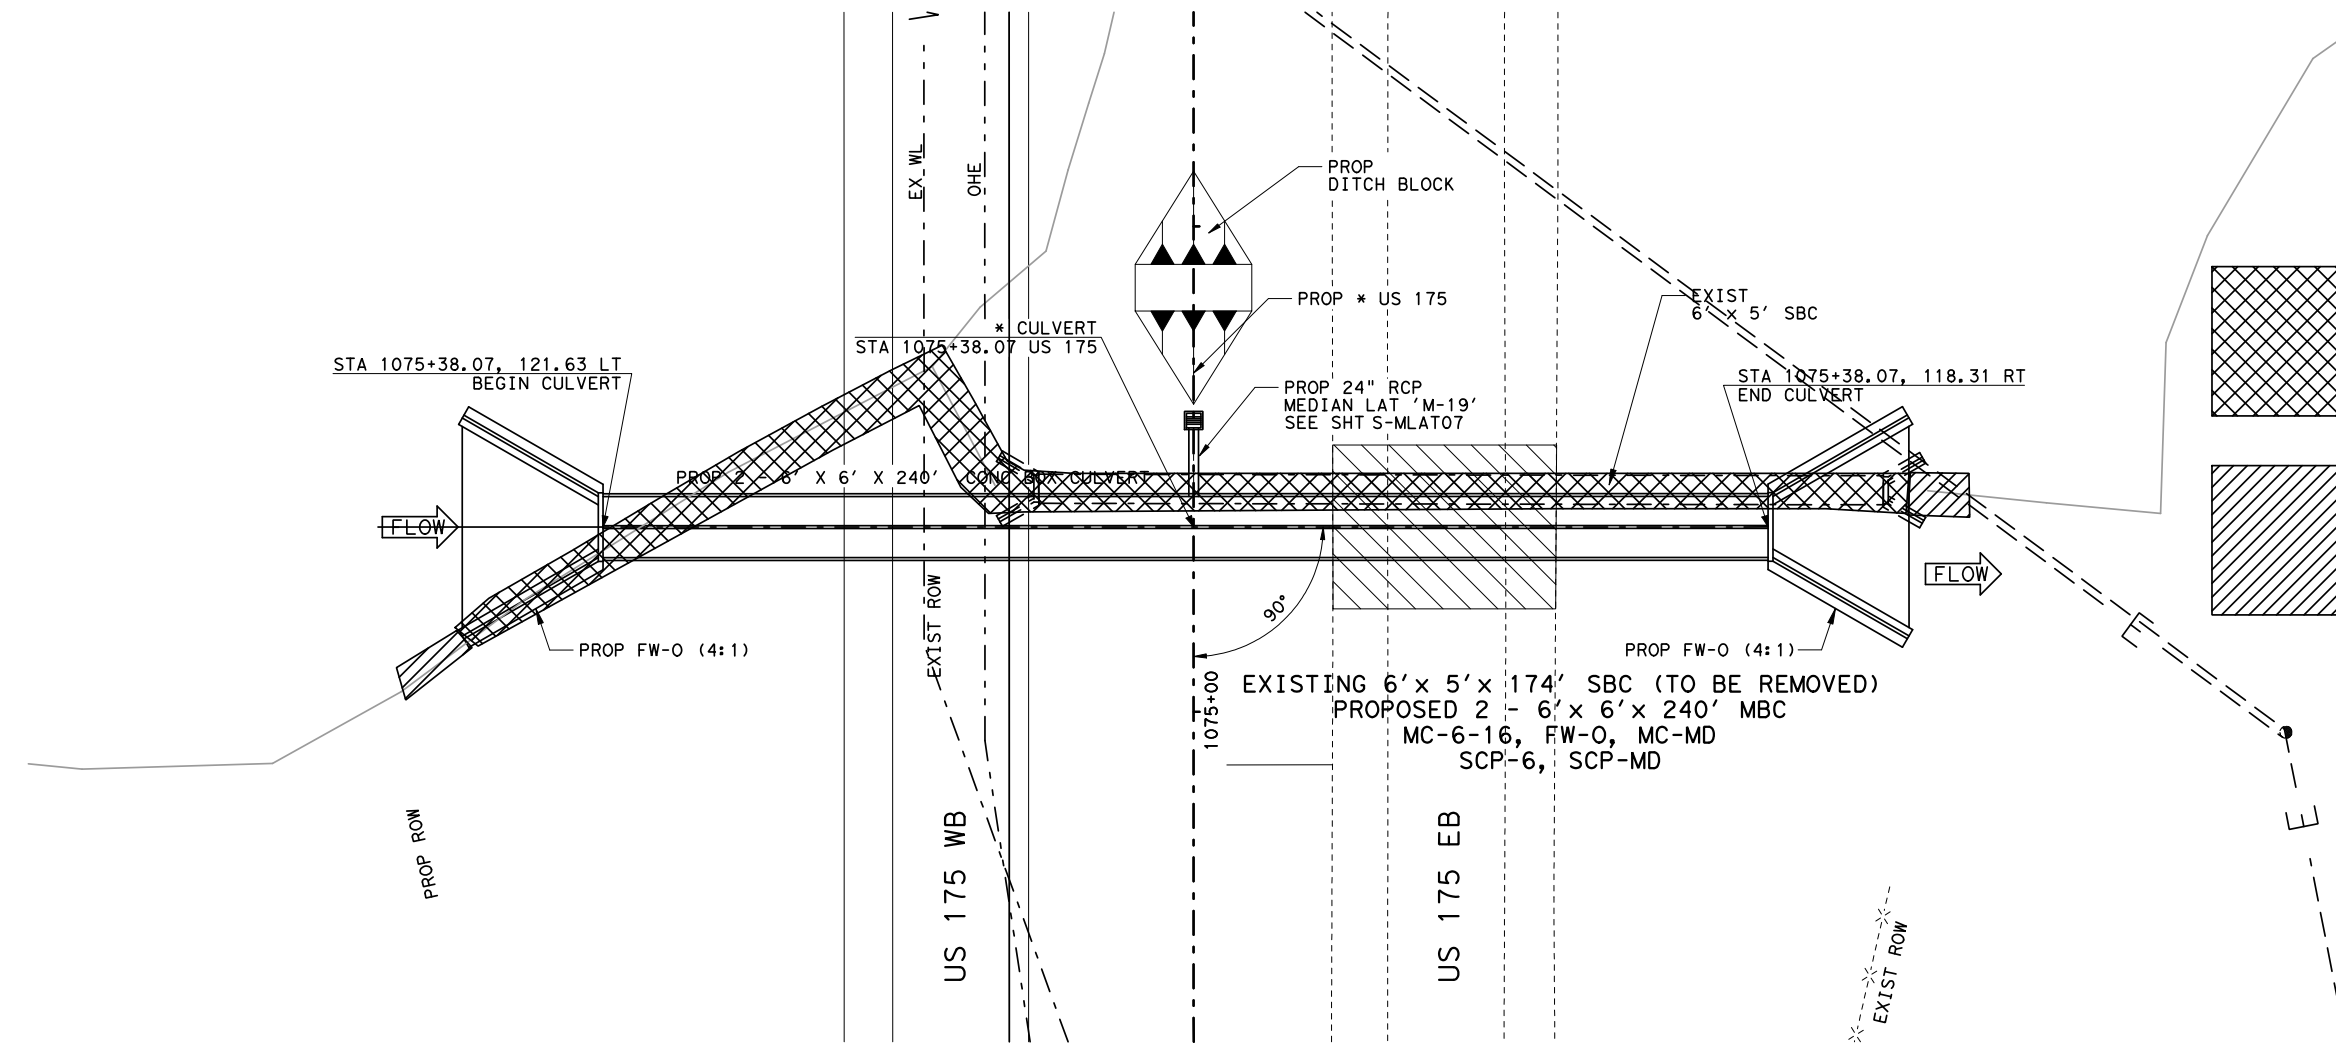 EX WL
OHE
PROP
DITCH BLOCK
PROP * US 175
EXIST
6' X 5' SBC
* CULVERT
STA 1075+38.07 US 175
STA 1075+38.07, 121.63 LT
BEGIN CULVERT
PROP 24" RCP
MEDIAN LAT 'M-19'
SEE SHT S-MLAT07
STA 1075+38.07, 118.31 RT
END CULVERT
PROP 2 - 6' X 6' X 240' CONC BOX CULVERT
FLOW
FLOW
90°
EXIST ROW
PROP FW-O (4:1)
PROP FW-O (4:1)
E
1075+00
EXISTING 6'x 5'x 174' SBC (TO BE REMOVED)
PROPOSED 2 - 6'x 6'x 240' MBC
MC-6-16, FW-O, MC-MD
SCP-6, SCP-MD
E
PROP ROW
US 175 WB
US 175 EB
EXIST ROW